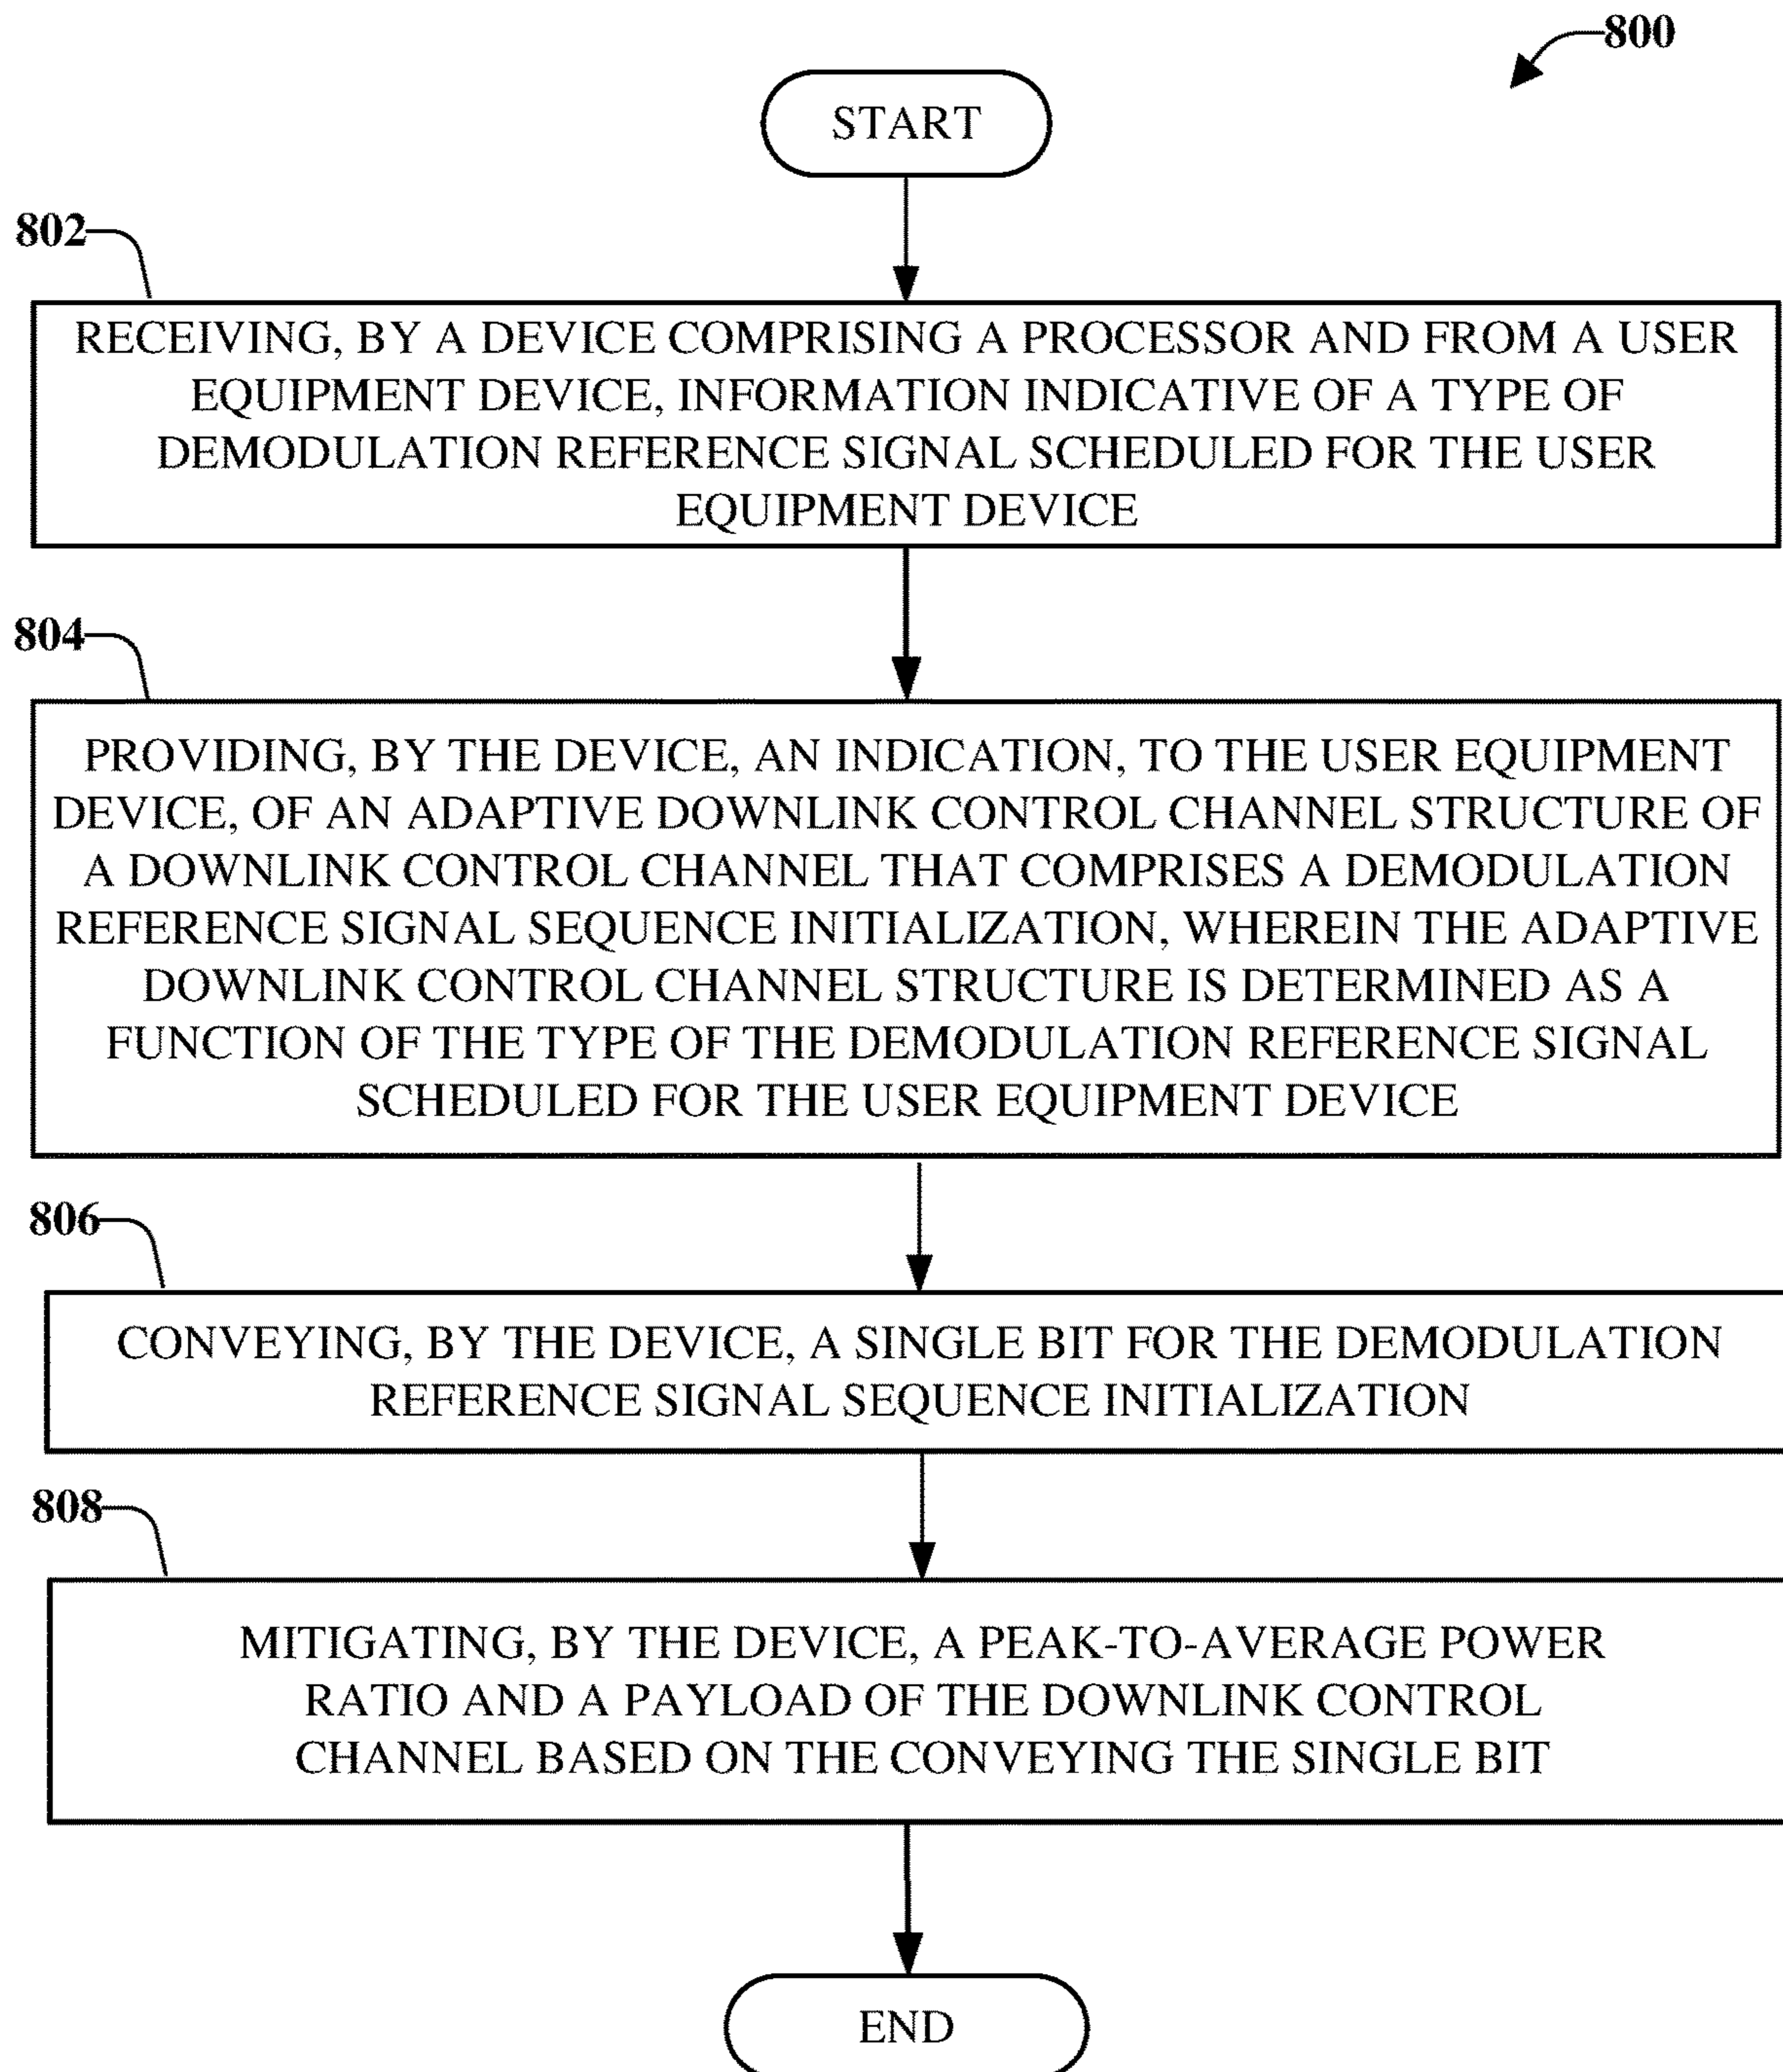 800
START
802
RECEIVING, BY A DEVICE COMPRISING A PROCESSOR AND FROM A USER
EQUIPMENT DEVICE, INFORMATION INDICATIVE OF A TYPE OF
DEMODULATION REFERENCE SIGNAL SCHEDULED FOR THE USER
EQUIPMENT DEVICE
804
PROVIDING, BY THE DEVICE, AN INDICATION, TO THE USER EQUIPMENT
DEVICE, OF AN ADAPTIVE DOWNLINK CONTROL CHANNEL STRUCTURE OF
A DOWNLINK CONTROL CHANNEL THAT COMPRISES A DEMODULATION
REFERENCE SIGNAL SEQUENCE INITIALIZATION, WHEREIN THE ADAPTIVE
DOWNLINK CONTROL CHANNEL STRUCTURE IS DETERMINED AS A
FUNCTION OF THE TYPE OF THE DEMODULATION REFERENCE SIGNAL
SCHEDULED FOR THE USER EQUIPMENT DEVICE
806
CONVEYING, BY THE DEVICE, A SINGLE BIT FOR THE DEMODULATION
REFERENCE SIGNAL SEQUENCE INITIALIZATION
808
MITIGATING, BY THE DEVICE, A PEAK-TO-AVERAGE POWER
RATIO AND A PAYLOAD OF THE DOWNLINK CONTROL
CHANNEL BASED ON THE CONVEYING THE SINGLE BIT
END